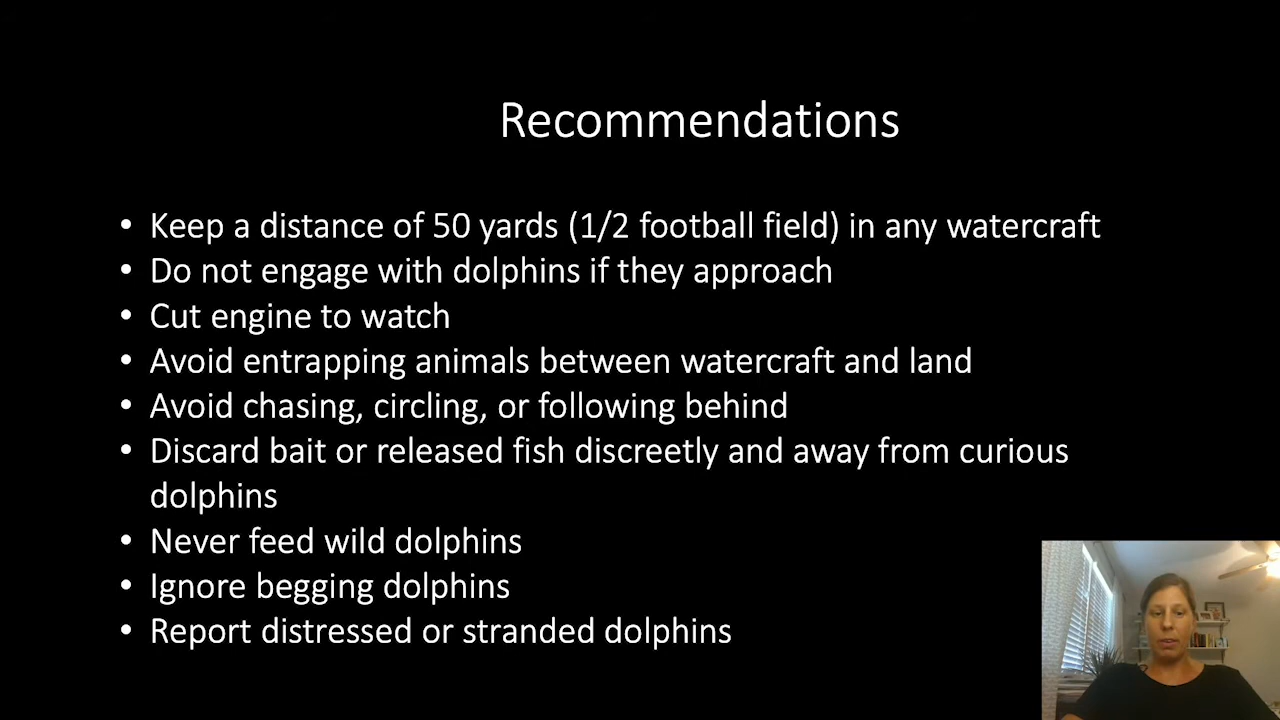 Recommendations
• Keep a distance of 50 yards (1/2 football field) in any watercraft
• Do not engage with dolphins if they approach
• Cut engine to watch
• Avoid entrapping animals between watercraft and land
• Avoid chasing, circling, or following behind
• Discard bait or released fish discreetly and away from curious
dolphins
• Never feed wild dolphins
• Ignore begging dolphins
• Report distressed or stranded dolphins